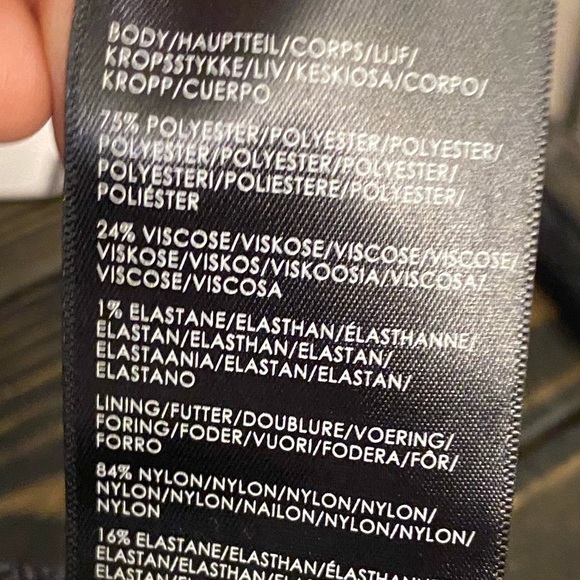 BODY/HAUPTTEIL/CORPS/LIJF/
KROPSSTYKKE/LIV/KESKIOSA/CORPO/
KROPP/CUERPO
75% POLYESTER/POLYESTER/POLYESTER/
POLYESTER/POLYESTER/POLYESTER/
POLYESTERI/POLIESTERE/POLYESTER/
POLIÉSTER
24% VISCOSE/VISKOSE/VISCOSE/VISCOSE/
VISKOSE/VISKOS/VISKOOSIA/VISCOSA/
VISCOSE/VISCOSA
1% ELASTANE/ELASTHAN/ÉLASTHANNE/
ELASTAN/ELASTHAN/ELASTAN/
ELASTAANIA/ELASTAN/ELASTAN/
ELASTANO
LINING/FUTTER/DOUBLURE/VOERING/
FORING/FODER/VUORI/FODERA/FÔR/
FORRO
84% NYLON/NYLON/NYLON/NYLON/
NYLON/NYLON/NAILON/NYLON/NYLON/
NYLON
16% ELASTANE/ELASTHAN/ÉLASTHANNE/
ELASTAN/ELASTHAN/ELASTAN/